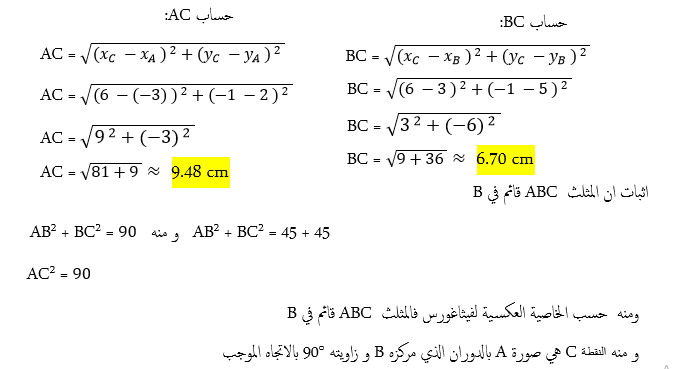 حساب BC:
BC = √((x_C − x_B)² + (y_C − y_B)²)
BC = √((6 − 3)² + (−1 − 5)²)
BC = √(3² + (−6)²)
BC = √(9 + 36) ≈ 6.70 cm
حساب AC:
AC = √((x_C − x_A)² + (y_C − y_A)²)
AC = √((6 − (−3))² + (−1 − 2)²)
AC = √(9² + (−3)²)
AC = √(81 + 9) ≈ 9.48 cm
اثبات ان المثلث ABC قائم في B
AB² + BC² = 45 + 45 و منه AB² + BC² = 90
AC² = 90
ومنه حسب الخاصية العكسية لفيثاغورس فالمثلث ABC قائم في B
و منه النقطة C هي صورة A بالدوران الذي مركزه B و زاويته 90° بالاتجاه الموجب